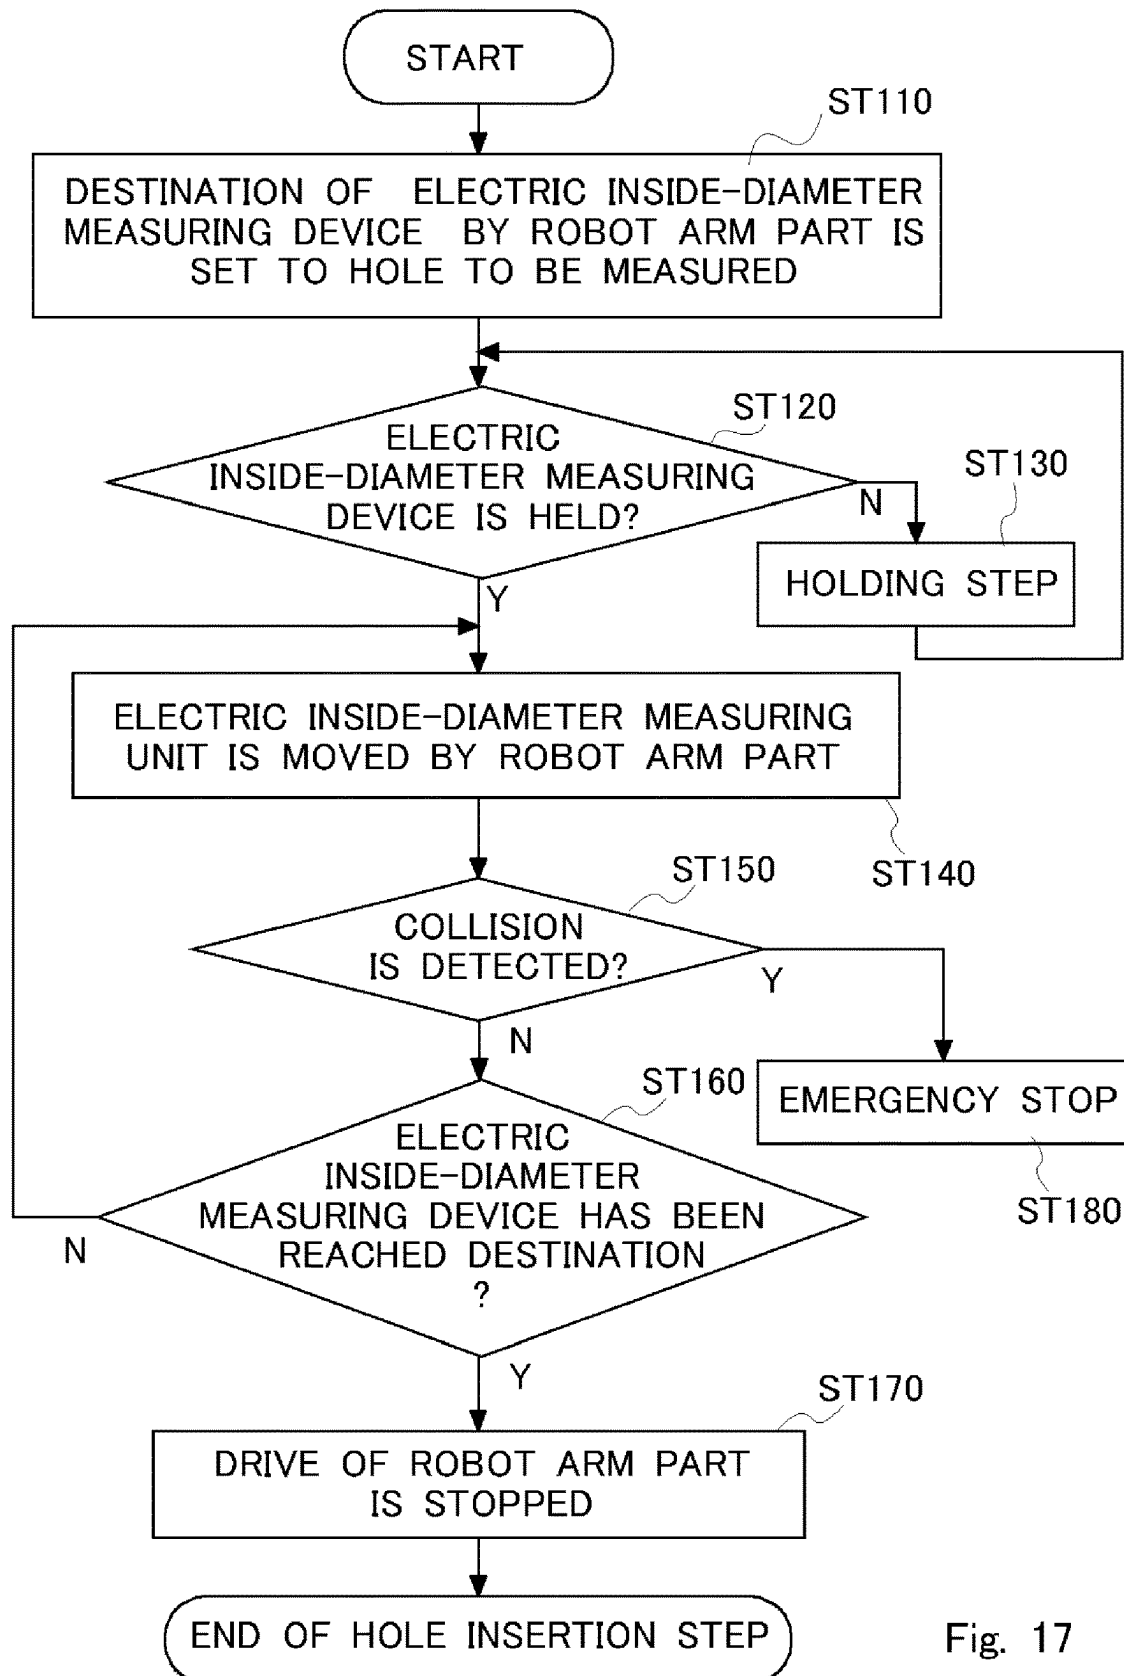 START
ST110
DESTINATION OF ELECTRIC INSIDE-DIAMETER
MEASURING DEVICE BY ROBOT ARM PART IS
SET TO HOLE TO BE MEASURED
ST120
ELECTRIC
INSIDE-DIAMETER MEASURING
DEVICE IS HELD?
N
ST130
HOLDING STEP
Y
ELECTRIC INSIDE-DIAMETER MEASURING
UNIT IS MOVED BY ROBOT ARM PART
ST140
ST150
COLLISION
IS DETECTED?
Y
N
EMERGENCY STOP
ST180
ST160
ELECTRIC
INSIDE-DIAMETER
MEASURING DEVICE HAS BEEN
REACHED DESTINATION
?
N
Y
ST170
DRIVE OF ROBOT ARM PART
IS STOPPED
END OF HOLE INSERTION STEP
Fig. 17